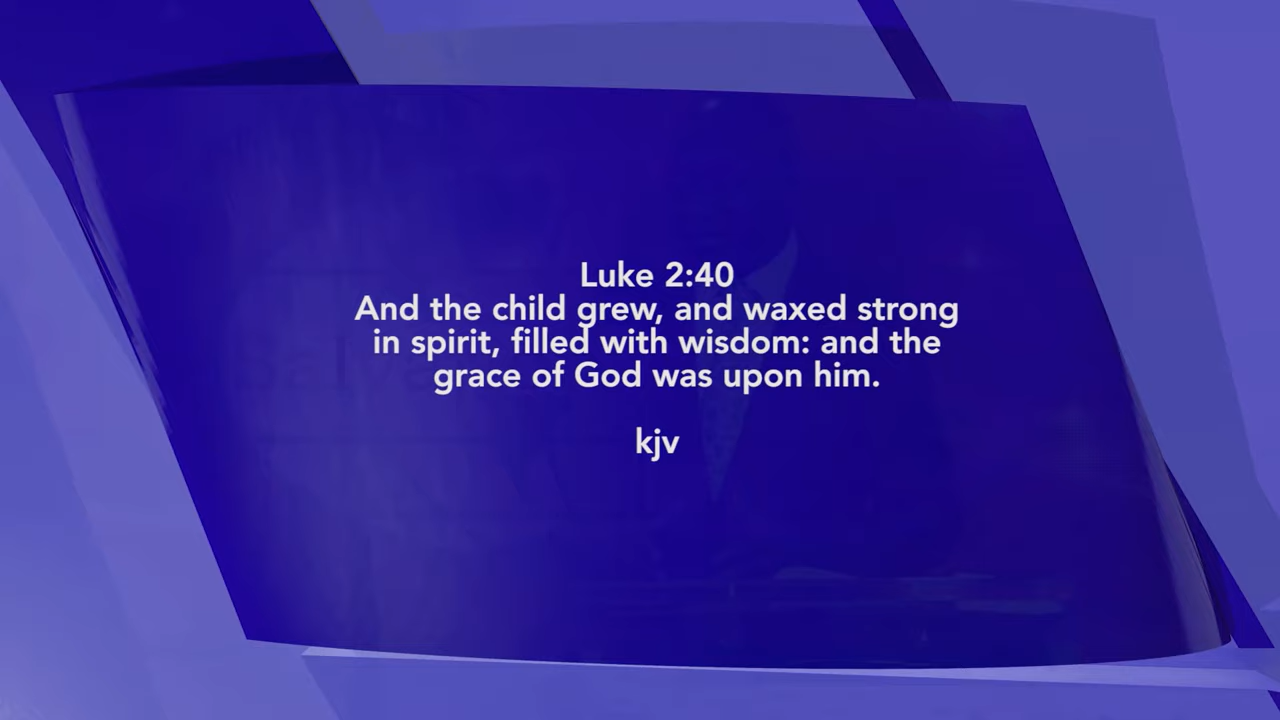 Luke 2:40
And the child grew, and waxed strong
in spirit, filled with wisdom: and the
grace of God was upon him.
kjv